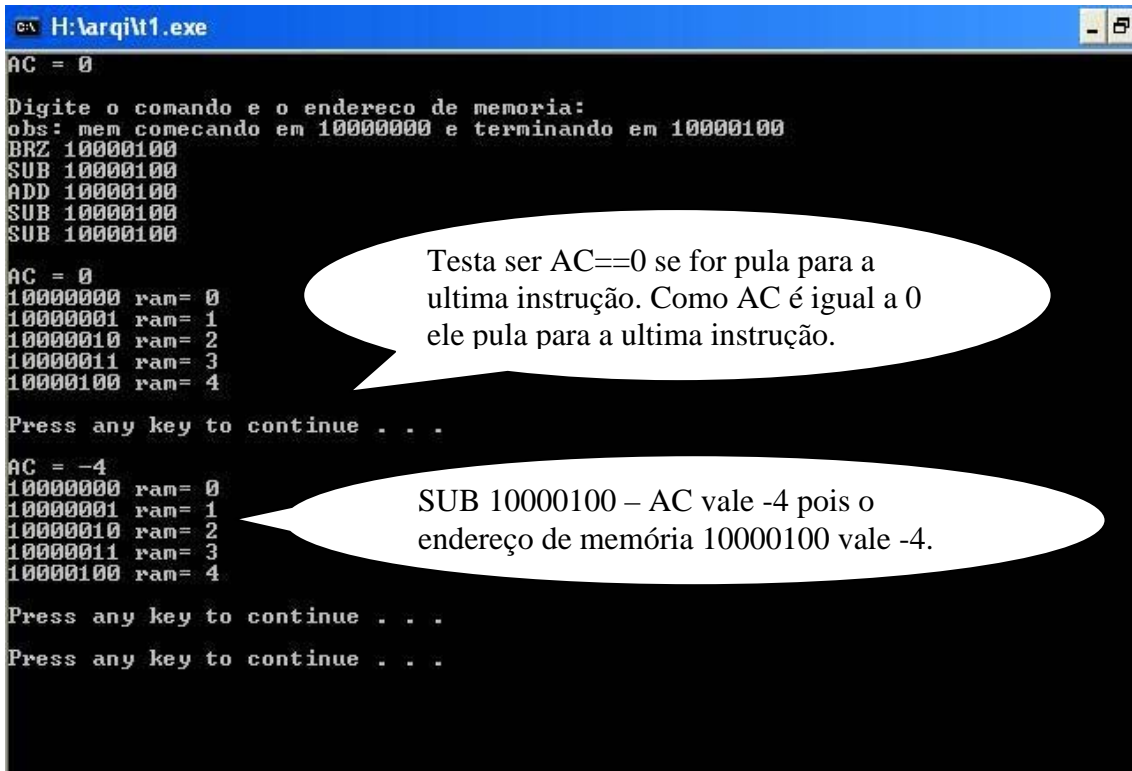 H:\arqi\t1.exe
AC = 0
Digite o comando e o endereco de memoria:
obs: mem comecando em 10000000 e terminando em 10000100
BRZ 10000100
SUB 10000100
ADD 10000100
SUB 10000100
SUB 10000100
AC = 0
10000000 ram= 0
10000001 ram= 1
10000010 ram= 2
10000011 ram= 3
10000100 ram= 4
Testa ser AC==0 se for pula para a
ultima instrução. Como AC é igual a 0
ele pula para a ultima instrução.
Press any key to continue . . .
AC = -4
10000000 ram= 0
10000001 ram= 1
10000010 ram= 2
10000011 ram= 3
10000100 ram= 4
SUB 10000100 – AC vale -4 pois o
endereço de memória 10000100 vale -4.
Press any key to continue . . .
Press any key to continue . . .